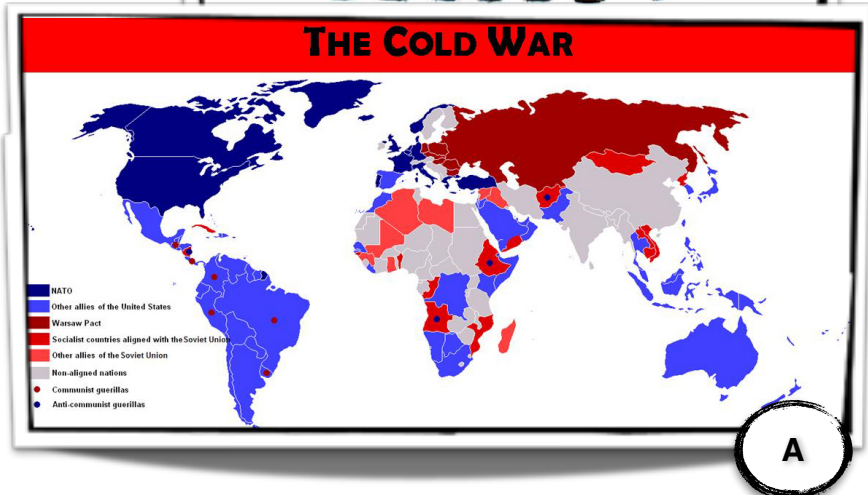 THE COLD WAR
NATO
Other allies of the United States
Warsaw Pact
Socialist countries aligned with the Soviet Union
Other allies of the Soviet Union
Non-aligned nations
Communist guerillas
Anti-communist guerillas
A